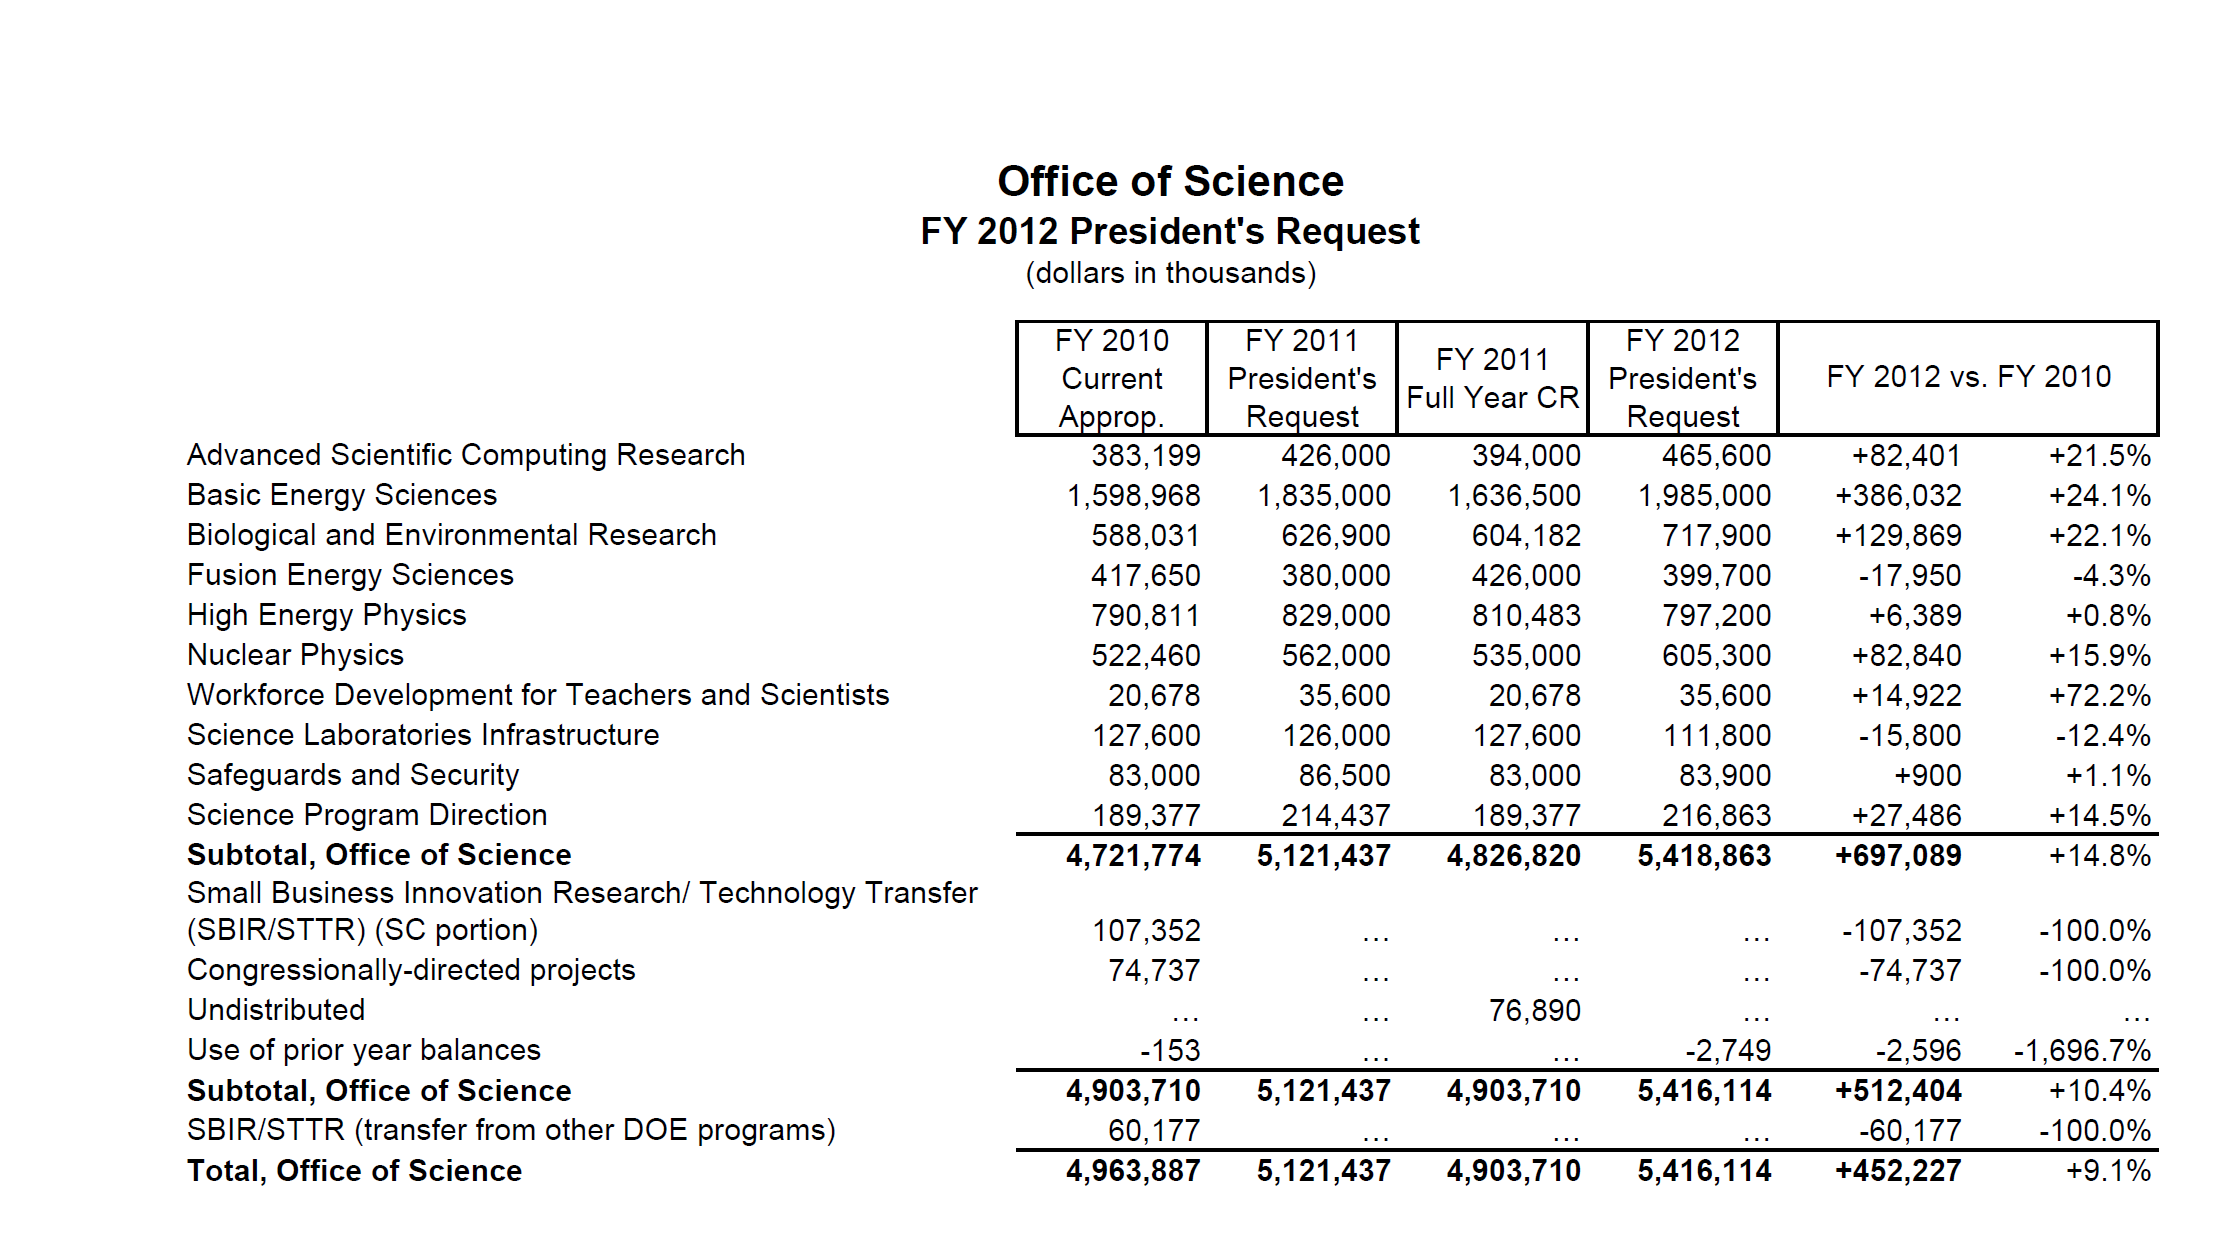 Office of Science
FY 2012 President's Request
(dollars in thousands)
FY 2010 Current Approp. FY 2011 President's Request FY 2011 Full Year CR FY 2012 President's Request FY 2012 vs. FY 2010
Advanced Scientific Computing Research 383,199 426,000 394,000 465,600 +82,401 +21.5%
Basic Energy Sciences 1,598,968 1,835,000 1,636,500 1,985,000 +386,032 +24.1%
Biological and Environmental Research 588,031 626,900 604,182 717,900 +129,869 +22.1%
Fusion Energy Sciences 417,650 380,000 426,000 399,700 -17,950 -4.3%
High Energy Physics 790,811 829,000 810,483 797,200 +6,389 +0.8%
Nuclear Physics 522,460 562,000 535,000 605,300 +82,840 +15.9%
Workforce Development for Teachers and Scientists 20,678 35,600 20,678 35,600 +14,922 +72.2%
Science Laboratories Infrastructure 127,600 126,000 127,600 111,800 -15,800 -12.4%
Safeguards and Security 83,000 86,500 83,000 83,900 +900 +1.1%
Science Program Direction 189,377 214,437 189,377 216,863 +27,486 +14.5%
Subtotal, Office of Science 4,721,774 5,121,437 4,826,820 5,418,863 +697,089 +14.8%
Small Business Innovation Research/ Technology Transfer
(SBIR/STTR) (SC portion) 107,352 … … … -107,352 -100.0%
Congressionally-directed projects 74,737 … … … -74,737 -100.0%
Undistributed … … 76,890 … … …
Use of prior year balances -153 … … -2,749 -2,596 -1,696.7%
Subtotal, Office of Science 4,903,710 5,121,437 4,903,710 5,416,114 +512,404 +10.4%
SBIR/STTR (transfer from other DOE programs) 60,177 … … … -60,177 -100.0%
Total, Office of Science 4,963,887 5,121,437 4,903,710 5,416,114 +452,227 +9.1%